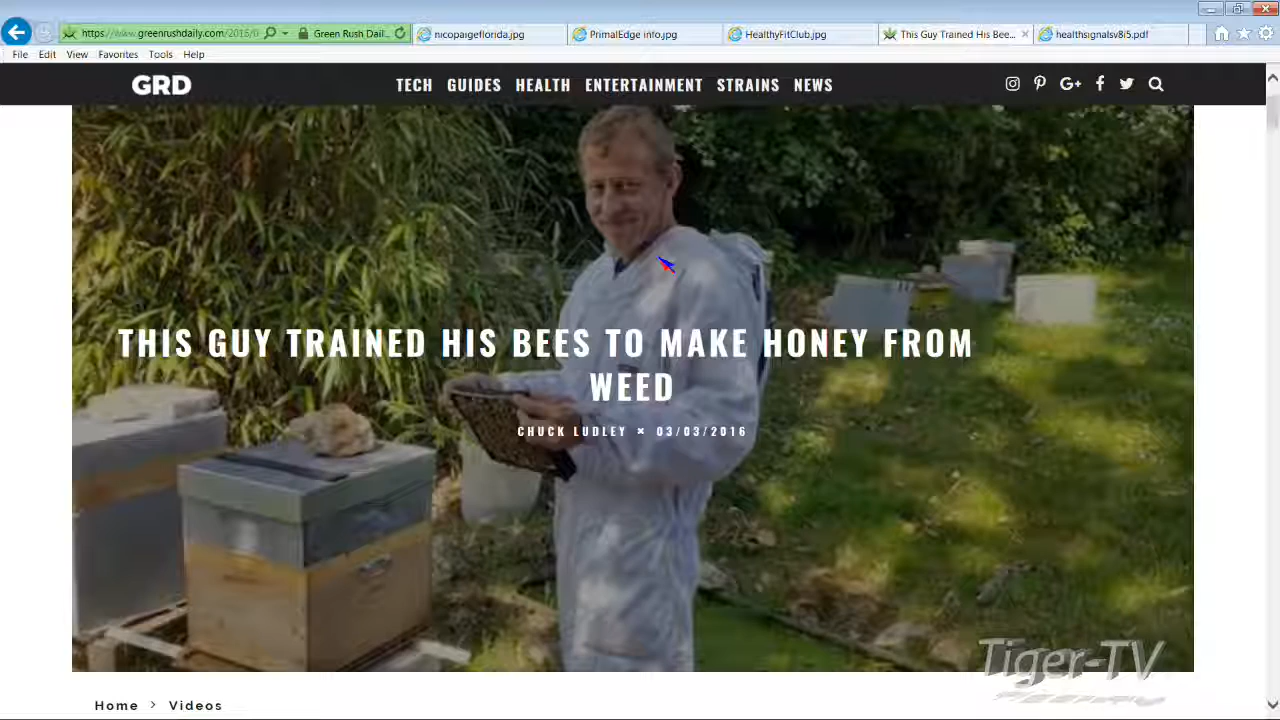 https://www.greenrushdaily.com/2016/0
Green Rush Dail...
nicopaigeflorida.jpg
PrimalEdge info.jpg
HealthyFitClub.jpg
This Guy Trained His Bee...
healthsignalsv8i5.pdf
File Edit View Favorites Tools Help
GRD TECH GUIDES HEALTH ENTERTAINMENT STRAINS NEWS G+
THIS GUY TRAINED HIS BEES TO MAKE HONEY FROM
WEED
CHUCK LUDLEY × 03/03/2016
Tiger-TV
Home > Videos